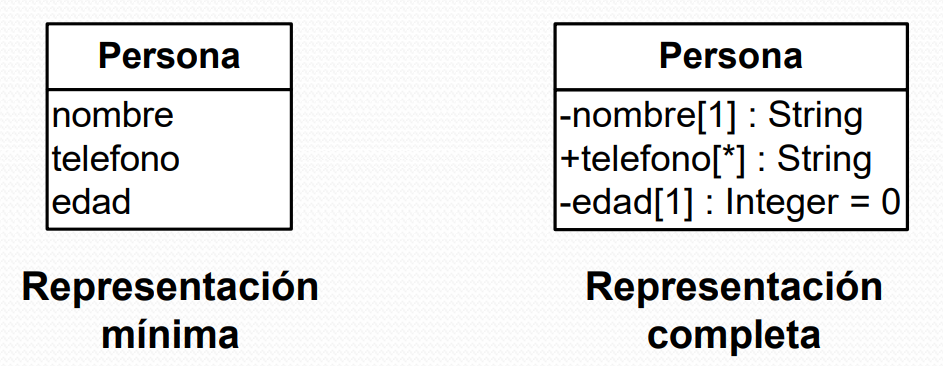 Persona
nombre
telefono
edad
Representación
mínima
Persona
-nombre[1] : String
+telefono[*] : String
-edad[1] : Integer = 0
Representación
completa